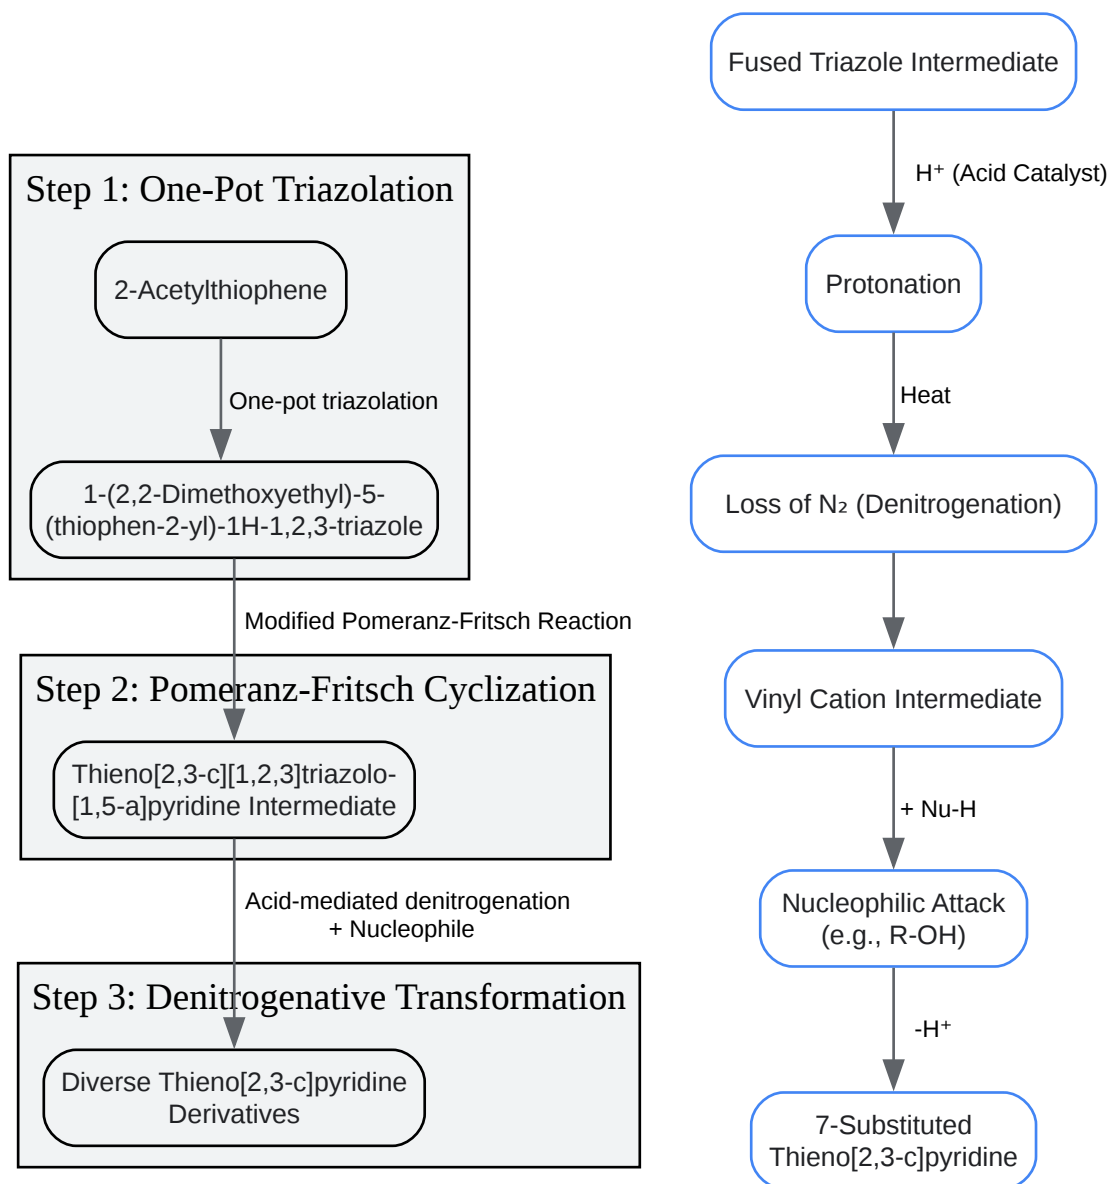 Step 1: One-Pot Triazolation
2-Acetylthiophene
One-pot triazolation
1-(2,2-Dimethoxyethyl)-5-
(thiophen-2-yl)-1H-1,2,3-triazole
Modified Pomeranz-Fritsch Reaction
Step 2: Pomeranz-Fritsch Cyclization
Thieno[2,3-c][1,2,3]triazolo-
[1,5-a]pyridine Intermediate
Acid-mediated denitrogenation
+ Nucleophile
Step 3: Denitrogenative Transformation
Diverse Thieno[2,3-c]pyridine
Derivatives
Fused Triazole Intermediate
H⁺ (Acid Catalyst)
Protonation
Heat
Loss of N₂ (Denitrogenation)
Vinyl Cation Intermediate
+ Nu-H
Nucleophilic Attack
(e.g., R-OH)
-H⁺
7-Substituted
Thieno[2,3-c]pyridine